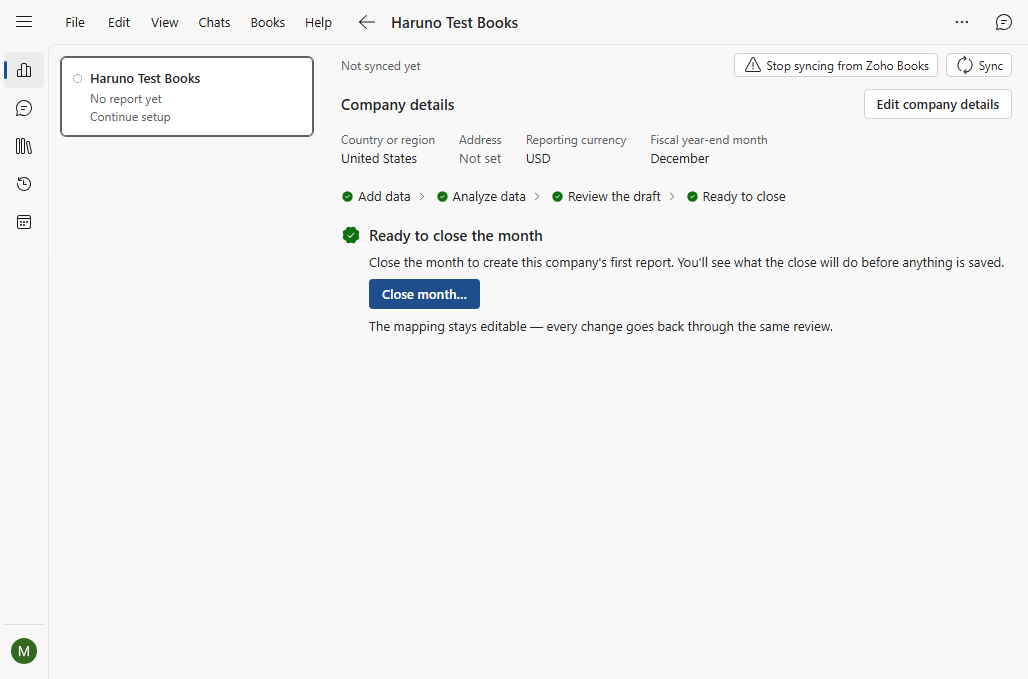 File Edit View Chats Books Help Haruno Test Books
Haruno Test Books
No report yet
Continue setup
Not synced yet
Stop syncing from Zoho Books
Sync
Company details
Edit company details
Country or region Address Reporting currency Fiscal year-end month
United States Not set USD December
Add data Analyze data Review the draft Ready to close
Ready to close the month
Close the month to create this company's first report. You'll see what the close will do before anything is saved.
Close month...
The mapping stays editable — every change goes back through the same review.
M